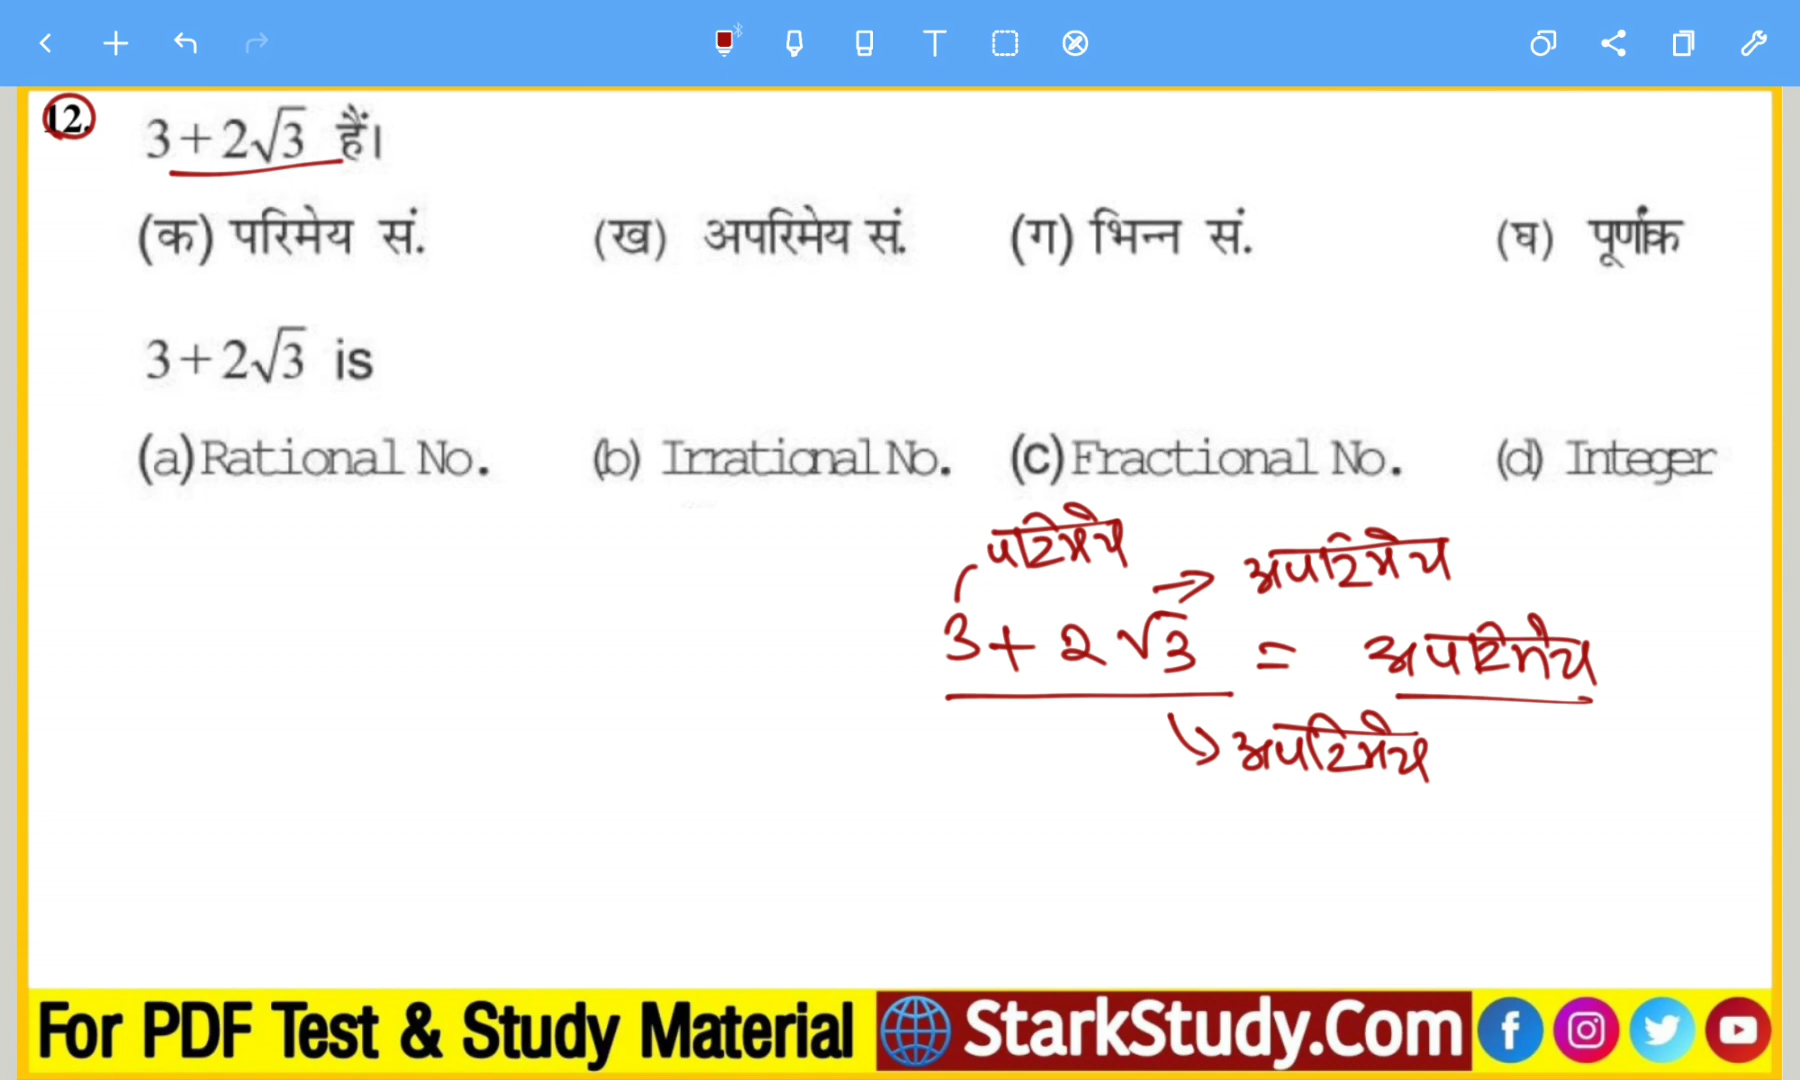 12.
3+2√3 हैं।
(क) परिमेय सं. (ख) अपरिमेय सं. (ग) भिन्न सं. (घ) पूर्णांक
3+2√3 is
(a) Rational No. (b) Irrational No. (c) Fractional No. (d) Integer
परिमेय
→ अपरिमेय
3 + 2√3 = अपरिमेय
अपरिमेय
For PDF Test & Study Material StarkStudy.Com